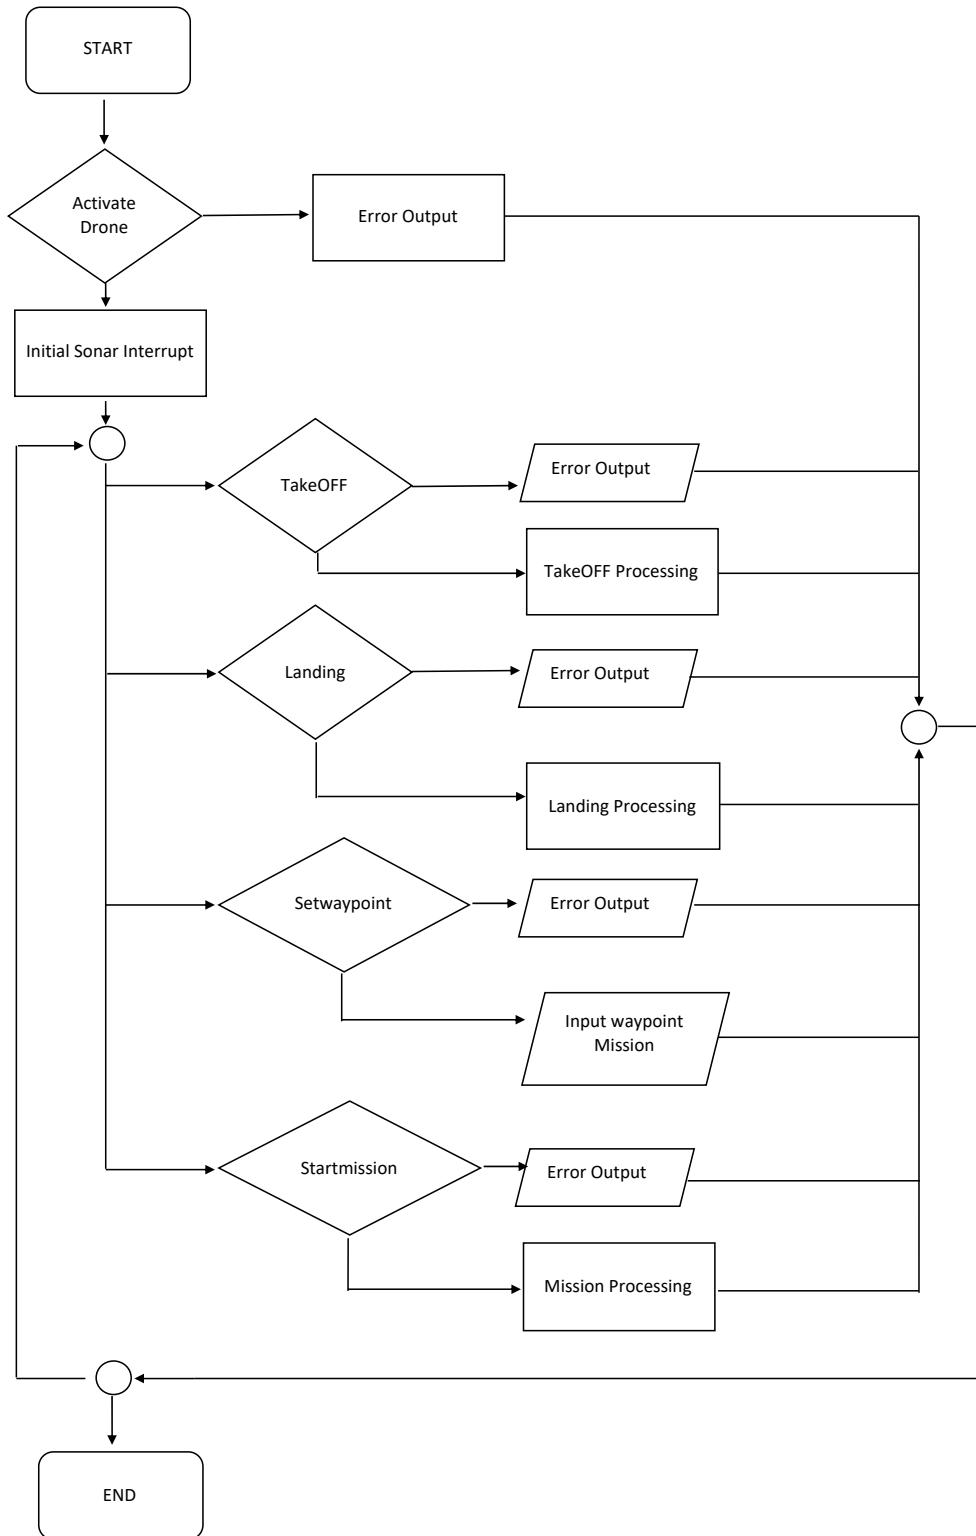 START
Activate
Drone
Error Output
Initial Sonar Interrupt
TakeOFF
Error Output
TakeOFF Processing
Landing
Error Output
Landing Processing
Setwaypoint
Error Output
Input waypoint
Mission
Startmission
Error Output
Mission Processing
END